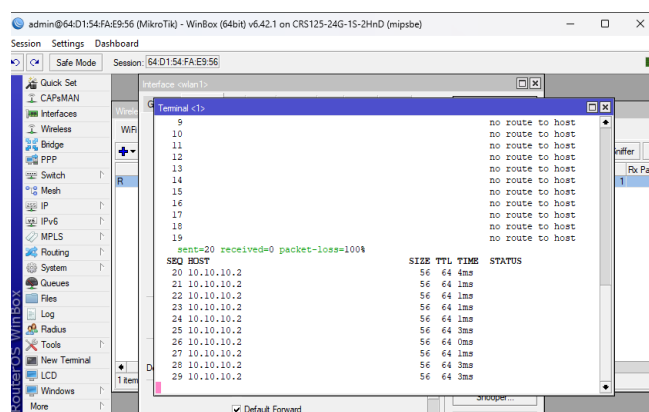 admin@64:D1:54:FA:E9:56 (MikroTik) - WinBox (64bit) v6.42.1 on CRS125-24G-1S-2HnD (mipsbe)
Session Settings Dashboard
Safe Mode Session: 64:D1:54:FA:E9:56
Quick Set
CAPsMAN
Interfaces
Wireless
Bridge
PPP
Switch
Mesh
IP
IPv6
MPLS
Routing
System
Queues
Files
Log
Radius
Tools
New Terminal
LCD
Windows
More
RouterOS WinBox
Interface <wlan1>
WiFi
R
1 item
Terminal <1>
9 no route to host
10 no route to host
11 no route to host
12 no route to host
13 no route to host
14 no route to host
15 no route to host
16 no route to host
17 no route to host
18 no route to host
19 no route to host
sent=20 received=0 packet-loss=100%
SEQ HOST SIZE TTL TIME STATUS
20 10.10.10.2 56 64 4ms
21 10.10.10.2 56 64 1ms
22 10.10.10.2 56 64 1ms
23 10.10.10.2 56 64 1ms
24 10.10.10.2 56 64 1ms
25 10.10.10.2 56 64 3ms
26 10.10.10.2 56 64 0ms
27 10.10.10.2 56 64 1ms
28 10.10.10.2 56 64 3ms
29 10.10.10.2 56 64 3ms
Default Forward
Snooper...